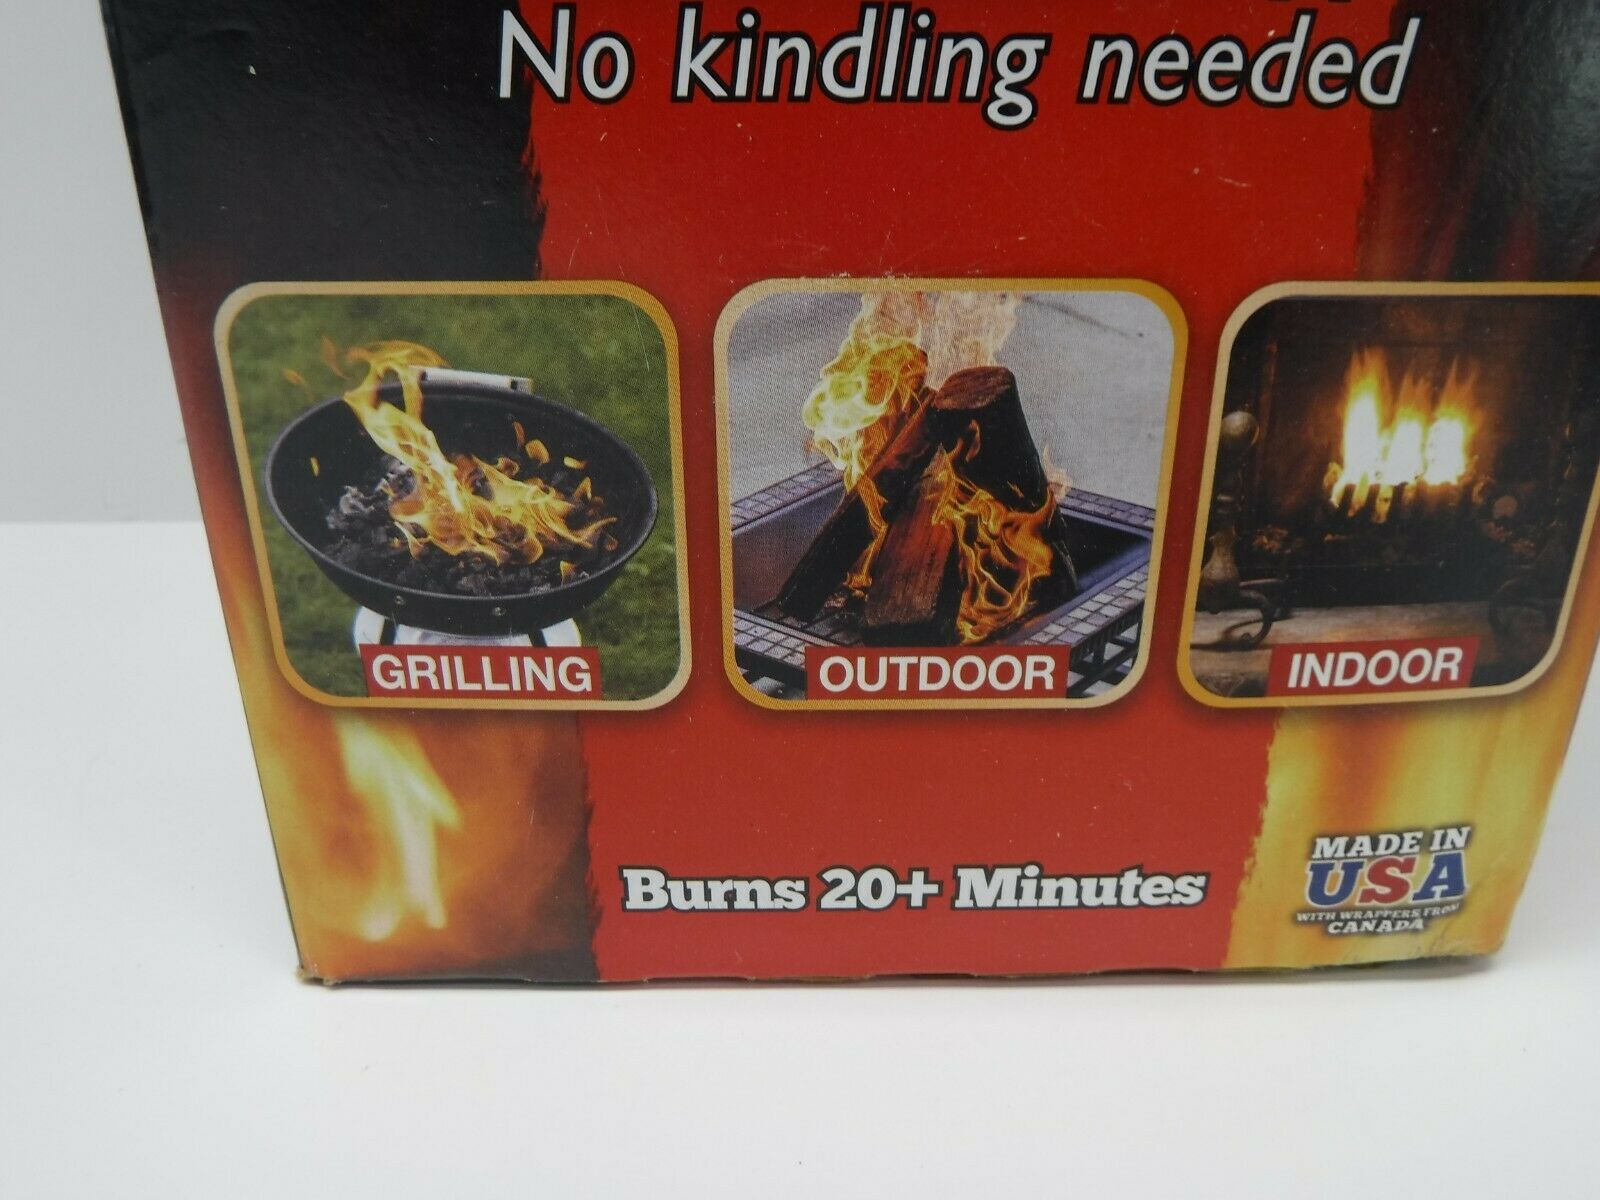 No kindling needed
GRILLING
OUTDOOR
INDOOR
Burns 20+ Minutes
MADE IN
USA
WITH WRAPPERS FROM
CANADA